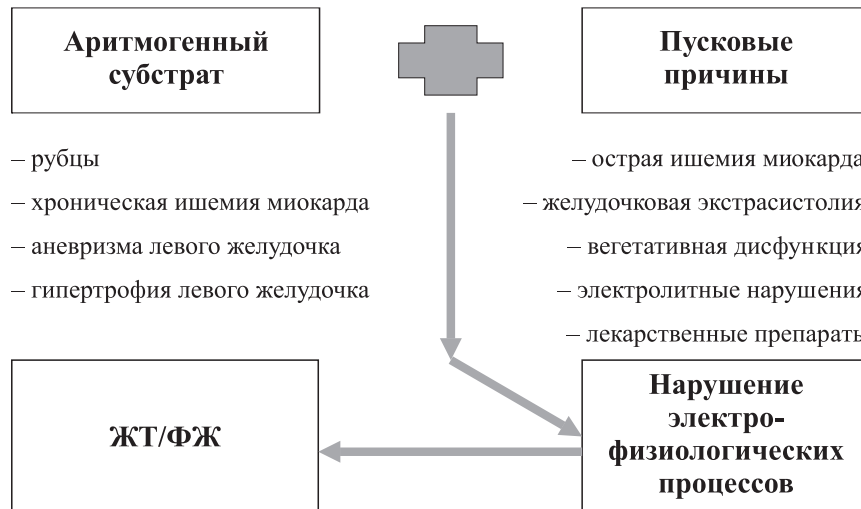 Аритмогенный
субстрат
Пусковые
причины
– рубцы
– хроническая ишемия миокарда
– аневризма левого желудочка
– гипертрофия левого желудочка
– острая ишемия миокарда
– желудочковая экстрасистолия
– вегетативная дисфункция
– электролитные нарушения
– лекарственные препараты
ЖТ/ФЖ
Нарушение
электро-
физиологических
процессов